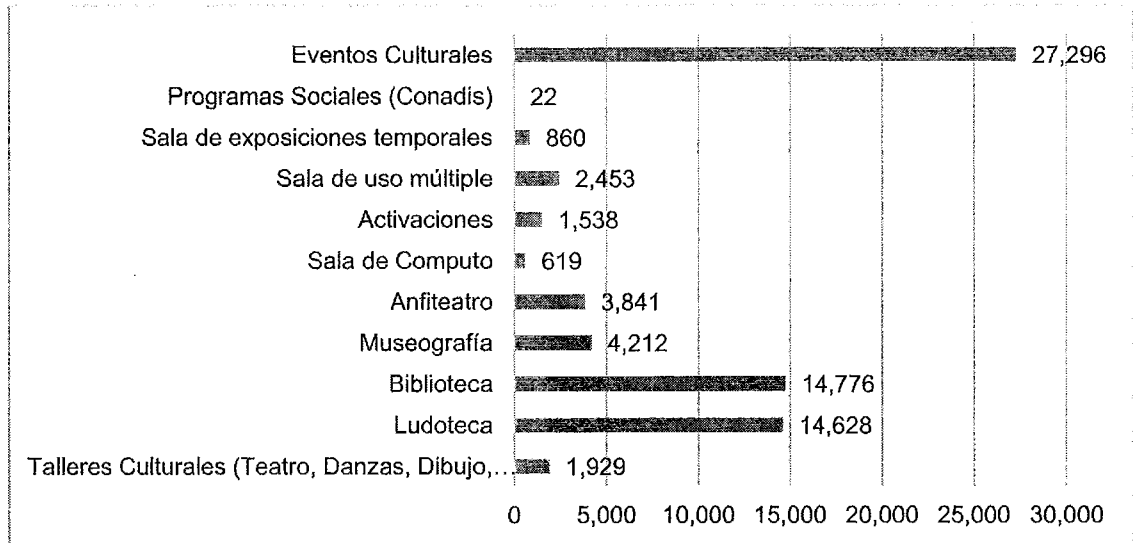 Eventos Culturales 27,296
Programas Sociales (Conadis) 22
Sala de exposiciones temporales 860
Sala de uso múltiple 2,453
Activaciones 1,538
Sala de Computo 619
Anfiteatro 3,841
Museografía 4,212
Biblioteca 14,776
Ludoteca 14,628
Talleres Culturales (Teatro, Danzas, Dibujo,... 1,929
0 5,000 10,000 15,000 20,000 25,000 30,000